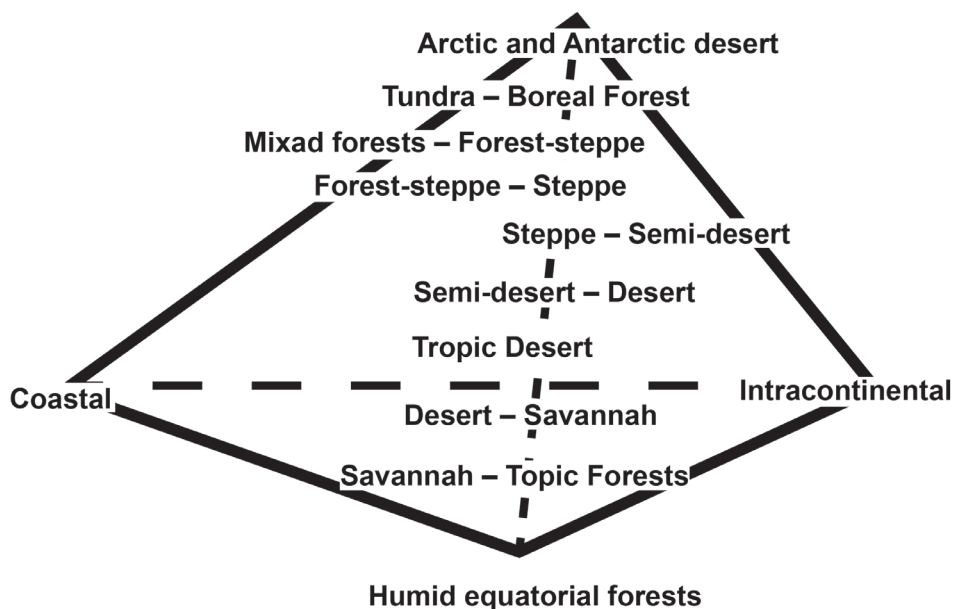 Arctic and Antarctic desert
Tundra – Boreal Forest
Mixad forests – Forest-steppe
Forest-steppe – Steppe
Steppe – Semi-desert
Semi-desert – Desert
Tropic Desert
Coastal
Intracontinental
Desert – Savannah
Savannah – Topic Forests
Humid equatorial forests